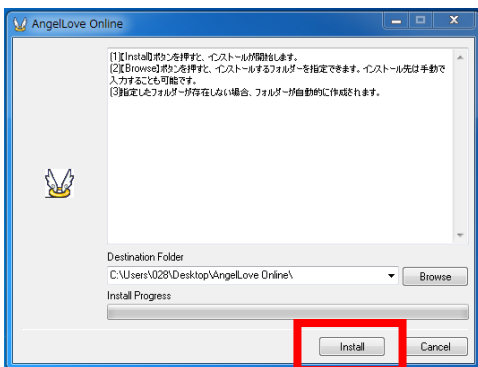 AngelLove Online
[1]【Install】ボタンを押すと、インストールが開始します。
[2]【Browse】ボタンを押すと、インストールするフォルダーを指定できます。インストール先は手動で
入力することも可能です。
[3]指定したフォルダーが存在しない場合、フォルダーが自動的に作成されます。
Destination Folder
C:\Users\028\Desktop\AngelLove Online\
Browse
Install Progress
Install
Cancel